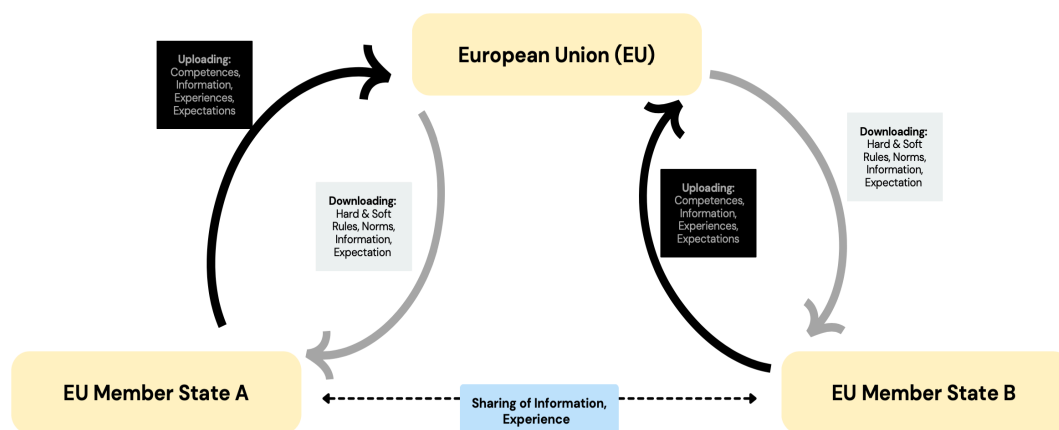 European Union (EU)
Uploading:
Competences,
Information,
Experiences,
Expectations
Downloading:
Hard & Soft
Rules, Norms,
Information,
Expectation
Uploading:
Competences,
Information,
Experiences,
Expectations
Downloading:
Hard & Soft
Rules, Norms,
Information,
Expectation
EU Member State A
Sharing of Information,
Experience
EU Member State B